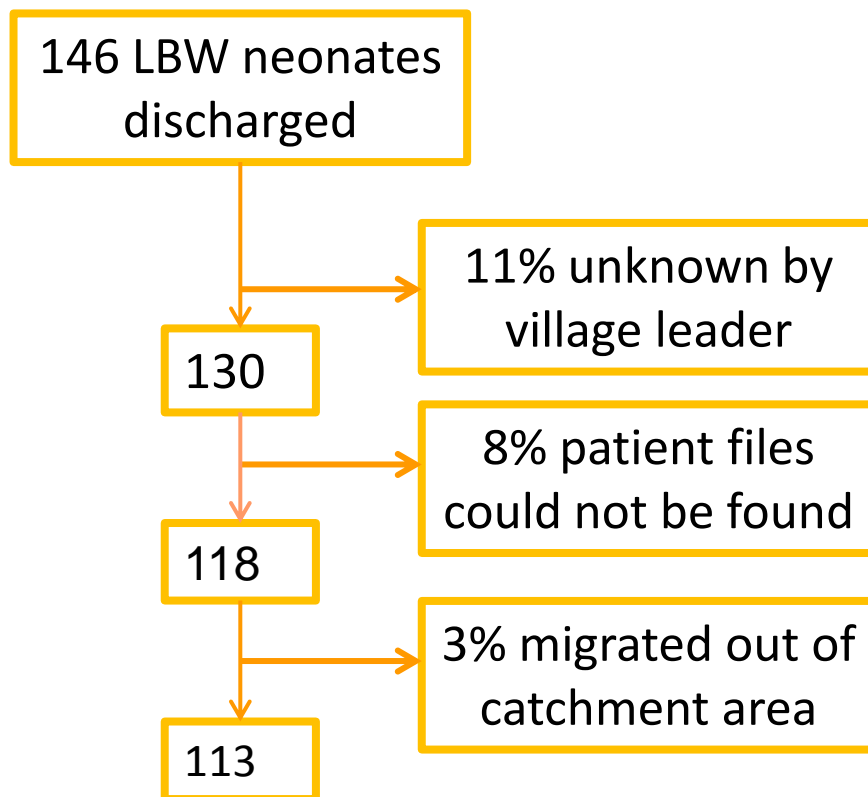 146 LBW neonates
discharged
11% unknown by
village leader
130
8% patient files
could not be found
118
3% migrated out of
catchment area
113